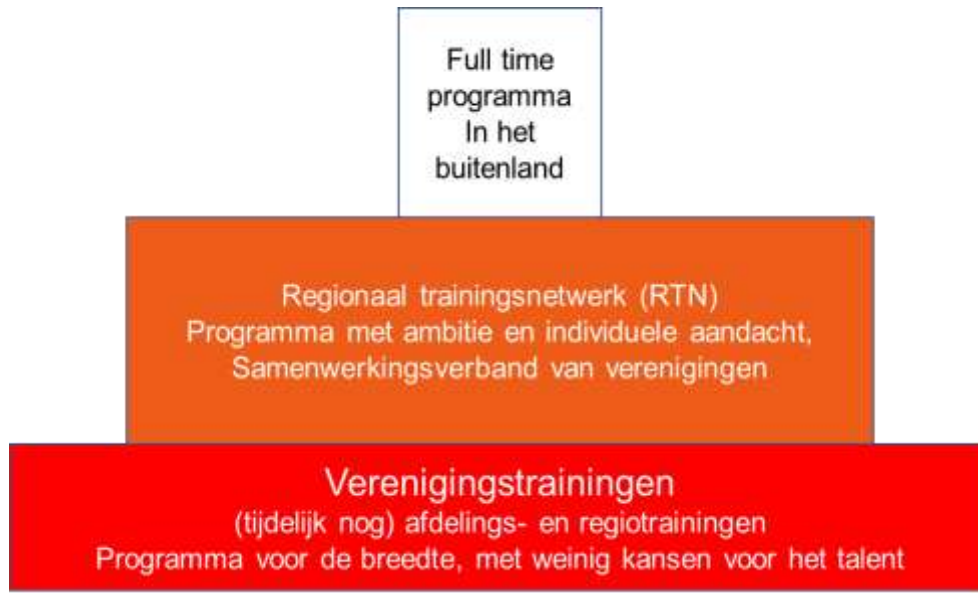 Full time
programma
In het
buitenland
Regionaal trainingsnetwerk (RTN)
Programma met ambitie en individuele aandacht,
Samenwerkingsverband van verenigingen
Verenigingstrainingen
(tijdelijk nog) afdelings- en regiotrainingen
Programma voor de breedte, met weinig kansen voor het talent